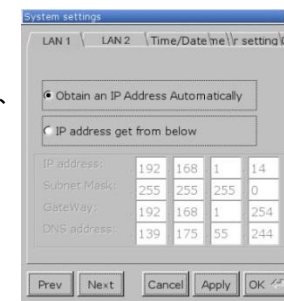 System settings
LAN 1 LAN 2 Time/Date me r setting
Obtain an IP Address Automatically
IP address get from below
IP address: 192 168 1 14
Subnet Mask: 255 255 255 0
GateWay: 192 168 1 254
DNS address: 139 175 55 244
Prev Next Cancel Apply OK